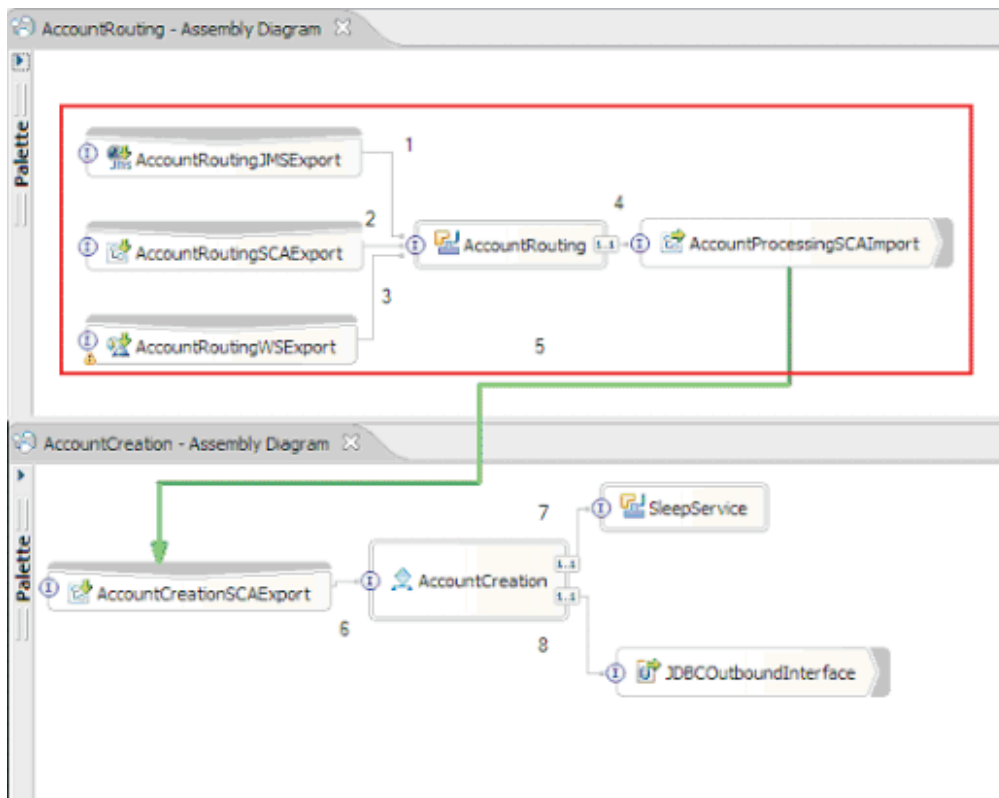 AccountRouting - Assembly Diagram
Palette
1
AccountRoutingJMSExport
JMS
2
4
AccountRoutingSCAExport
AccountRouting
1..1
AccountProcessingSCAImport
3
AccountRoutingWSExport
5
AccountCreation - Assembly Diagram
Palette
7
SleepService
1..1
AccountCreation
AccountCreationSCAExport
1..1
6
8
JDBCOutboundInterface